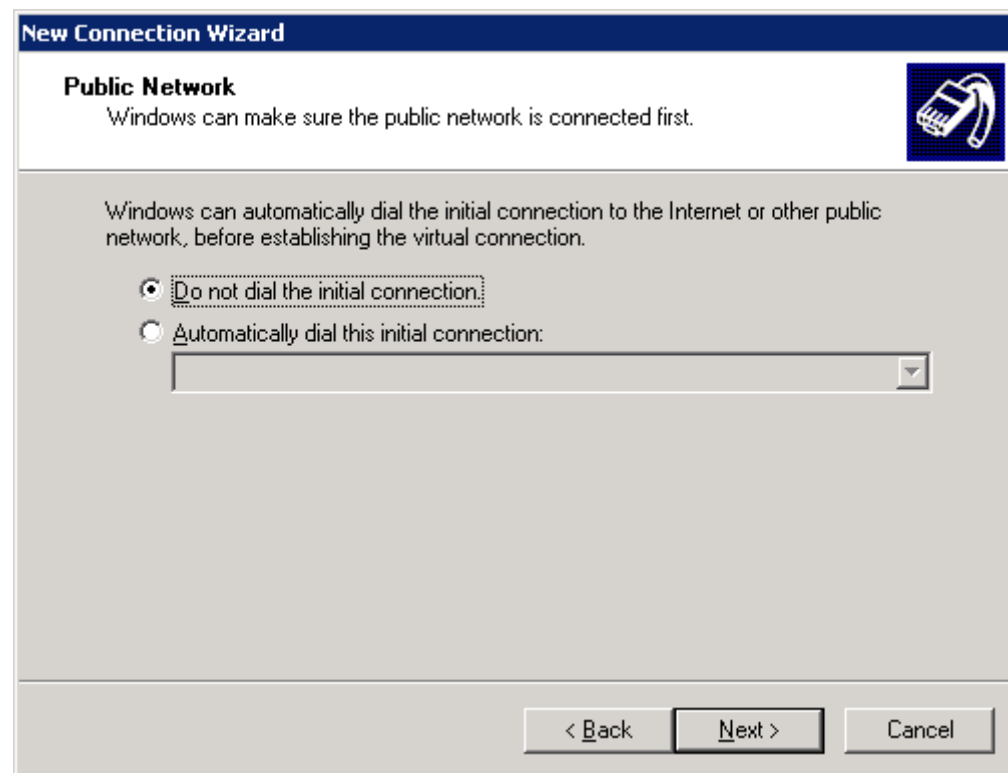 New Connection Wizard
Public Network
Windows can make sure the public network is connected first.
Windows can automatically dial the initial connection to the Internet or other public
network, before establishing the virtual connection.
Do not dial the initial connection.
Automatically dial this initial connection:
< Back
Next >
Cancel